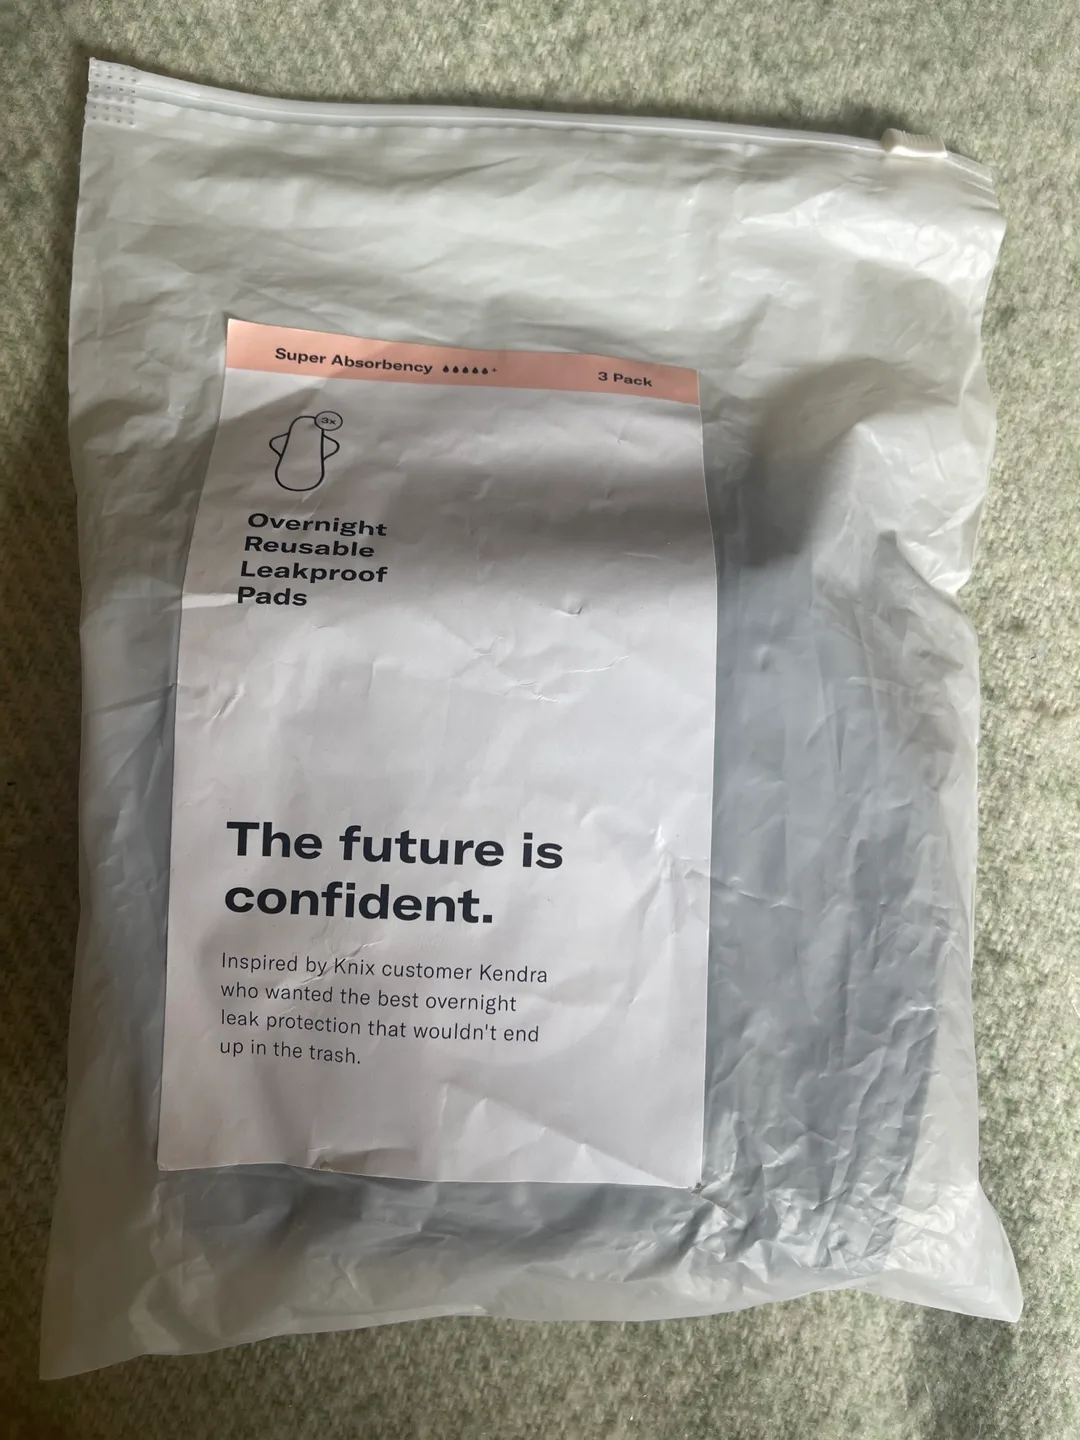 Super Absorbency
3 Pack
3x
Overnight
Reusable
Leakproof
Pads
The future is
confident.
Inspired by Knix customer Kendra
who wanted the best overnight
leak protection that wouldn't end
up in the trash.